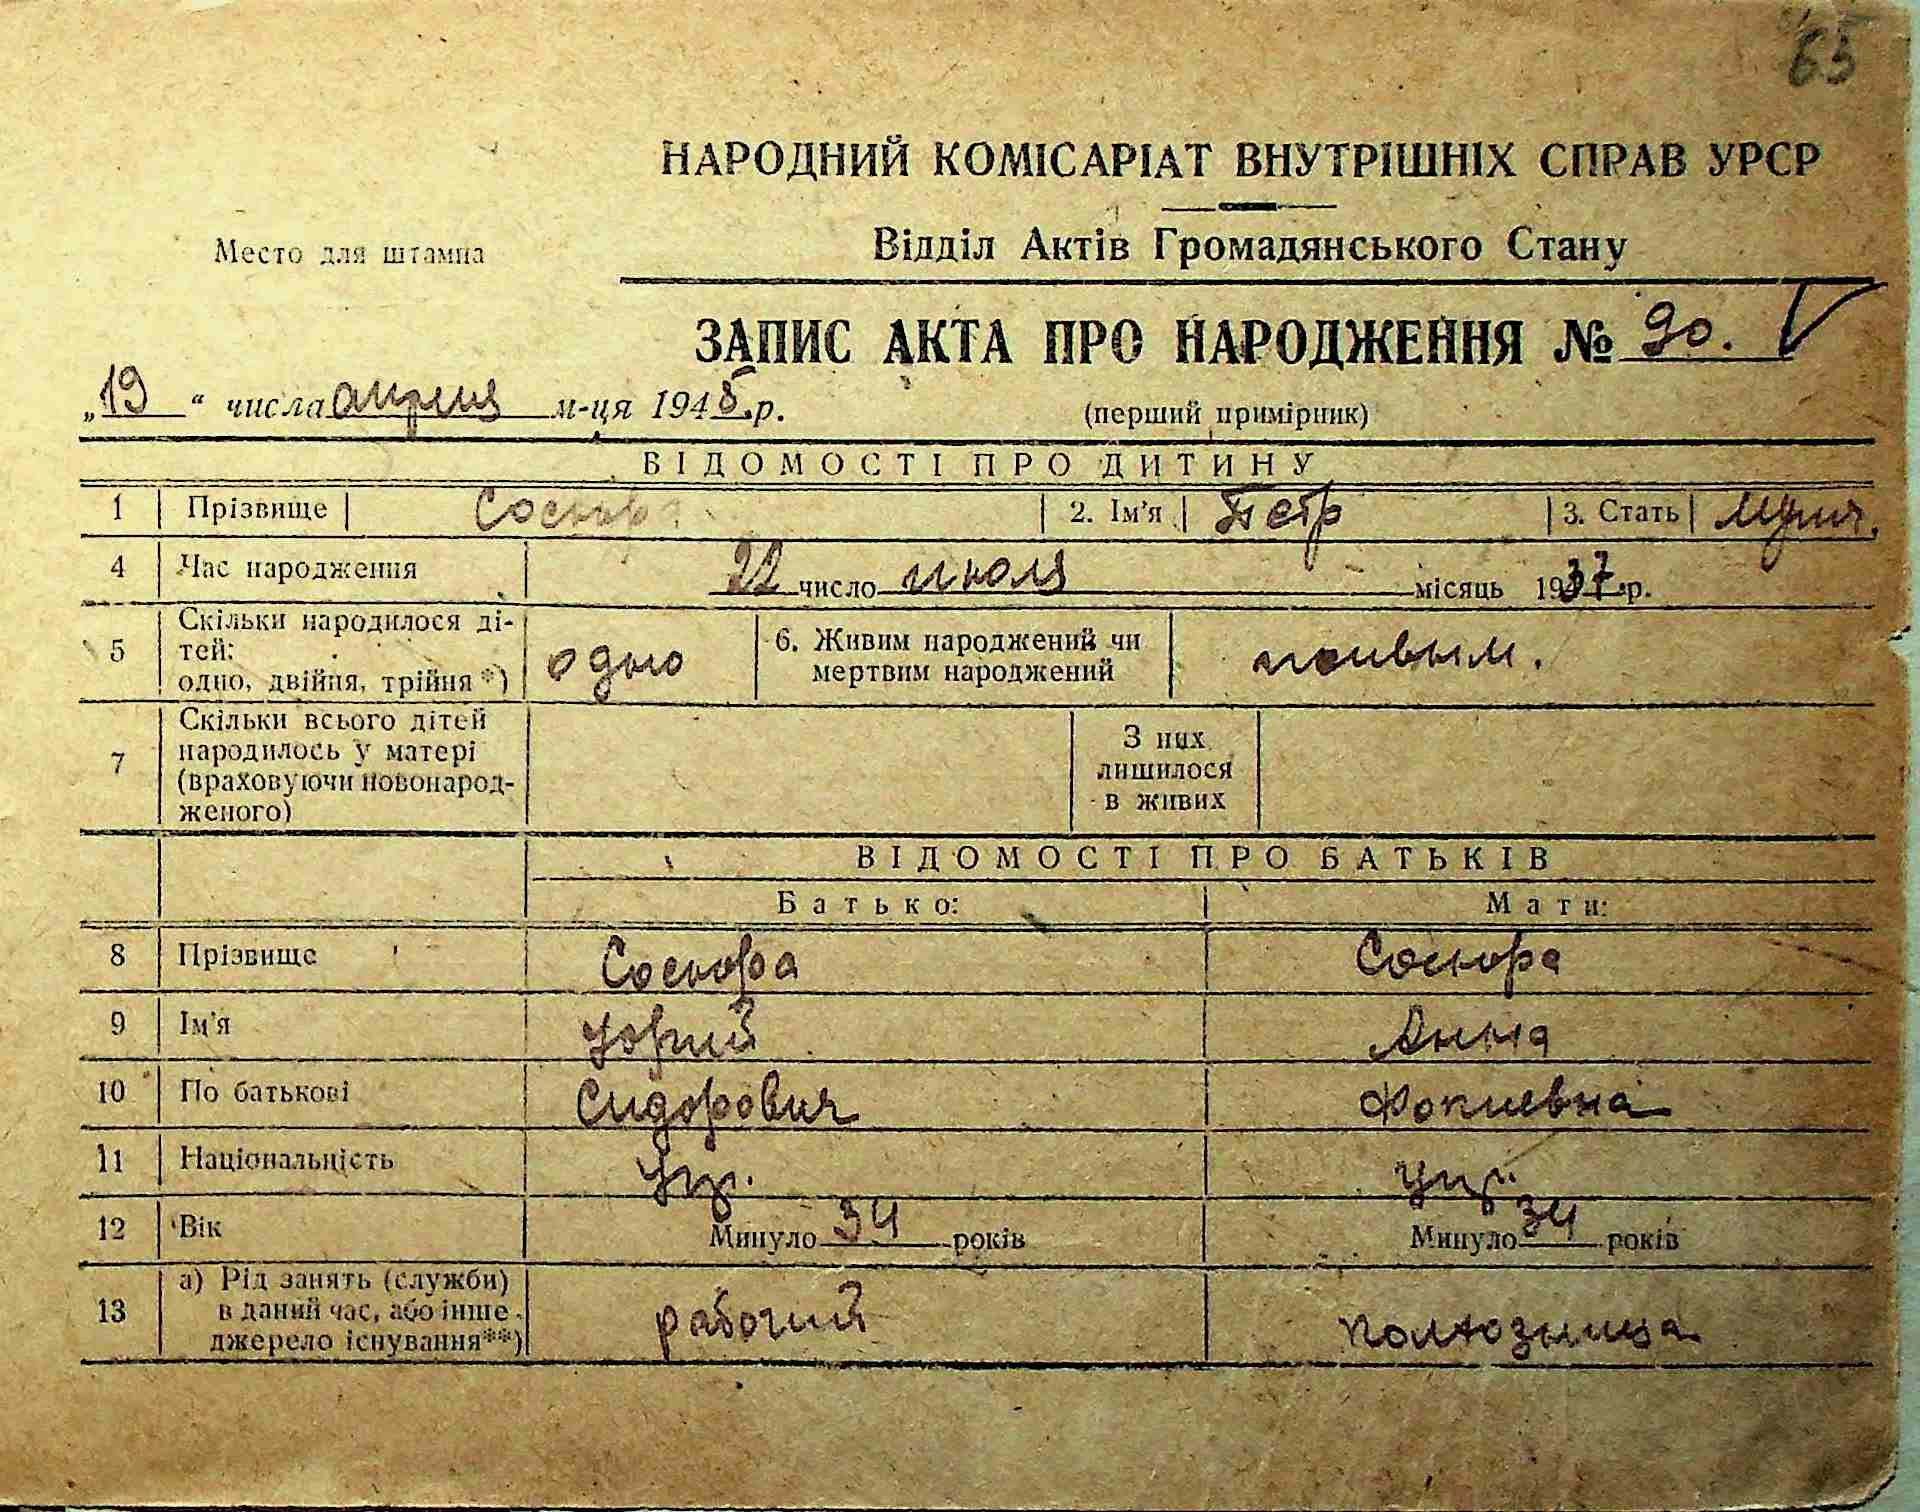 65
НАРОДНИЙ КОМІСАРІАТ ВНУТРІШНІХ СПРАВ УРСР
Место для штампа
Відділ Актів Громадянського Стану
ЗАПИС АКТА ПРО НАРОДЖЕННЯ № 90.
„19“ числа апреля м-ця 1945 р.
(перший примірник)
ВІДОМОСТІ ПРО ДИТИНУ
1 Прізвище Сосюра 2. Ім'я Петр 3. Стать Мужч.
4 Час народження 22 число июля місяць 1937 р.
5 Скільки народилося ді-
тей:
одно, двійня, трійня *) одно
6. Живим народжений чи
мертвим народжений живым.
7 Скільки всього дітей
народилось у матері
(враховуючи новонарод-
женого)
З них
лишилося
в живих
ВІДОМОСТІ ПРО БАТЬКІВ
Батько: Мати:
8 Прізвище Сосюра Сосюра
9 Ім'я Юрий Анна
10 По батькові Сидорович Фокиевна
11 Національність Укр. Укр.
12 Вік Минуло 34 років Минуло 34 років
13 а) Рід занять (служби)
в даний час, або інше
джерело існування**) рабочий колхозница